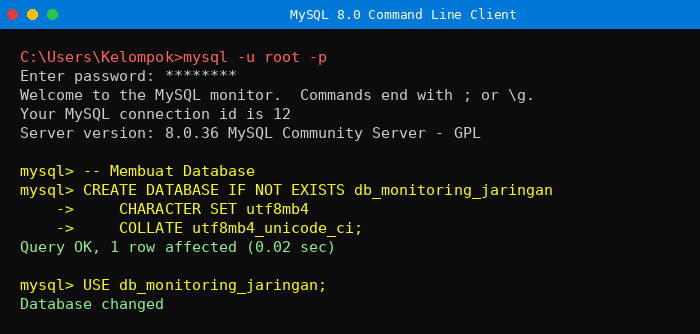 MySQL 8.0 Command Line Client
C:\Users\Kelompok>mysql -u root -p
Enter password: ********
Welcome to the MySQL monitor.  Commands end with ; or \g.
Your MySQL connection id is 12
Server version: 8.0.36 MySQL Community Server - GPL
mysql> -- Membuat Database
mysql> CREATE DATABASE IF NOT EXISTS db_monitoring_jaringan
    ->     CHARACTER SET utf8mb4
    ->     COLLATE utf8mb4_unicode_ci;
Query OK, 1 row affected (0.02 sec)
mysql> USE db_monitoring_jaringan;
Database changed